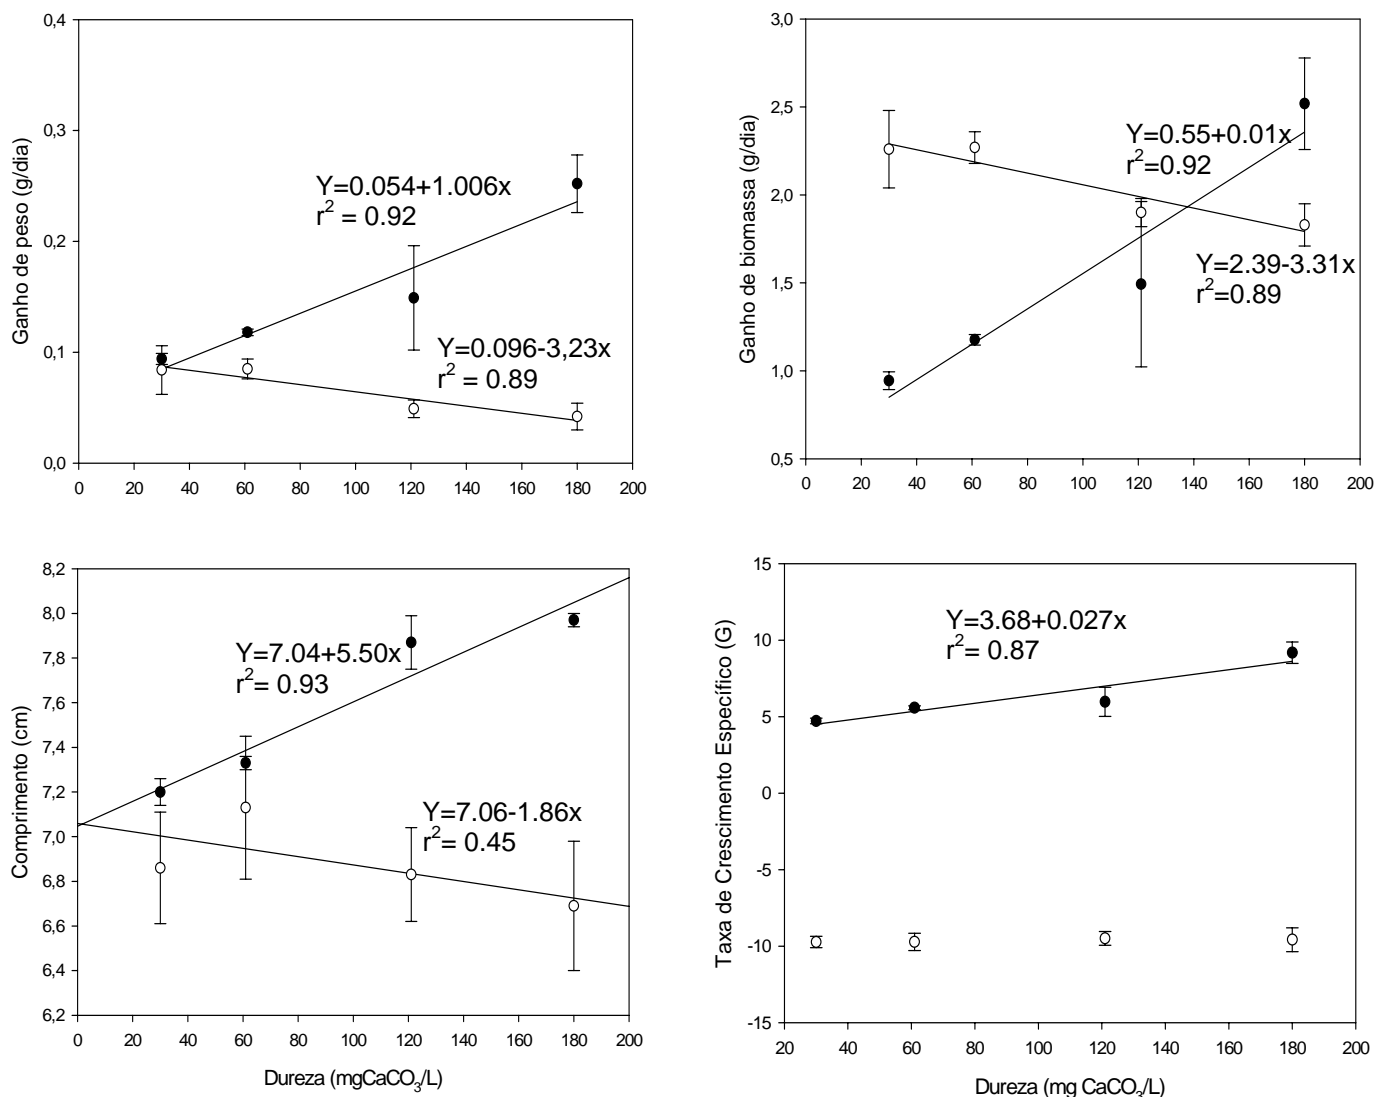 Ganho de peso (g/dia)
0,4
0,3
0,2
0,1
0,0
Y=0.054+1.006x
r² = 0.92
Y=0.096-3,23x
r² = 0.89
0 20 40 60 80 100 120 140 160 180 200
Ganho de biomassa (g/dia)
3,0
2,5
2,0
1,5
1,0
0,5
Y=0.55+0.01x
r²=0.92
Y=2.39-3.31x
r²=0.89
0 20 40 60 80 100 120 140 160 180 200
Comprimento (cm)
8,2
8,0
7,8
7,6
7,4
7,2
7,0
6,8
6,6
6,4
6,2
Y=7.04+5.50x
r²= 0.93
Y=7.06-1.86x
r²= 0.45
0 20 40 60 80 100 120 140 160 180 200
Dureza (mgCaCO₃/L)
Taxa de Crescimento Específico (G)
15
10
5
0
-5
-10
-15
Y=3.68+0.027x
r²= 0.87
20 40 60 80 100 120 140 160 180 200
Dureza (mg CaCO₃/L)